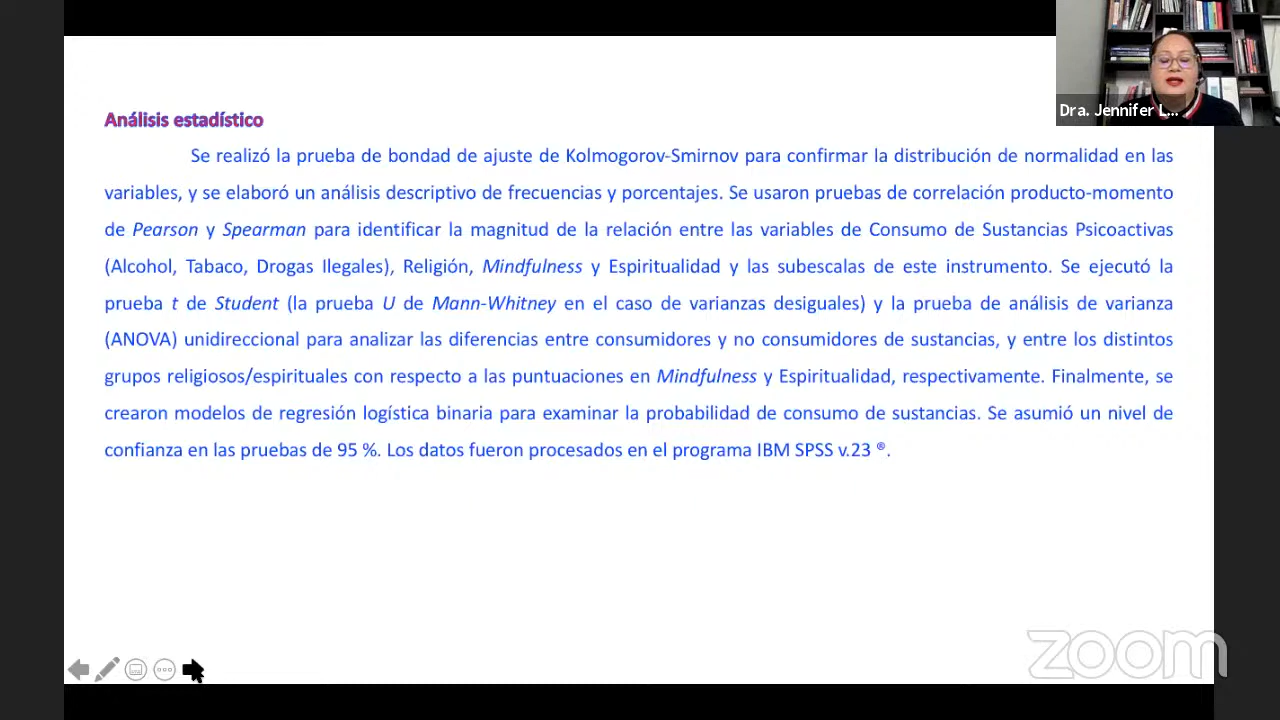 Dra. Jennifer L...
Análisis estadístico
Se realizó la prueba de bondad de ajuste de Kolmogorov-Smirnov para confirmar la distribución de normalidad en las
variables, y se elaboró un análisis descriptivo de frecuencias y porcentajes. Se usaron pruebas de correlación producto-momento
de Pearson y Spearman para identificar la magnitud de la relación entre las variables de Consumo de Sustancias Psicoactivas
(Alcohol, Tabaco, Drogas Ilegales), Religión, Mindfulness y Espiritualidad y las subescalas de este instrumento. Se ejecutó la
prueba t de Student (la prueba U de Mann-Whitney en el caso de varianzas desiguales) y la prueba de análisis de varianza
(ANOVA) unidireccional para analizar las diferencias entre consumidores y no consumidores de sustancias, y entre los distintos
grupos religiosos/espirituales con respecto a las puntuaciones en Mindfulness y Espiritualidad, respectivamente. Finalmente, se
crearon modelos de regresión logística binaria para examinar la probabilidad de consumo de sustancias. Se asumió un nivel de
confianza en las pruebas de 95 %. Los datos fueron procesados en el programa IBM SPSS v.23 ®.
zoom